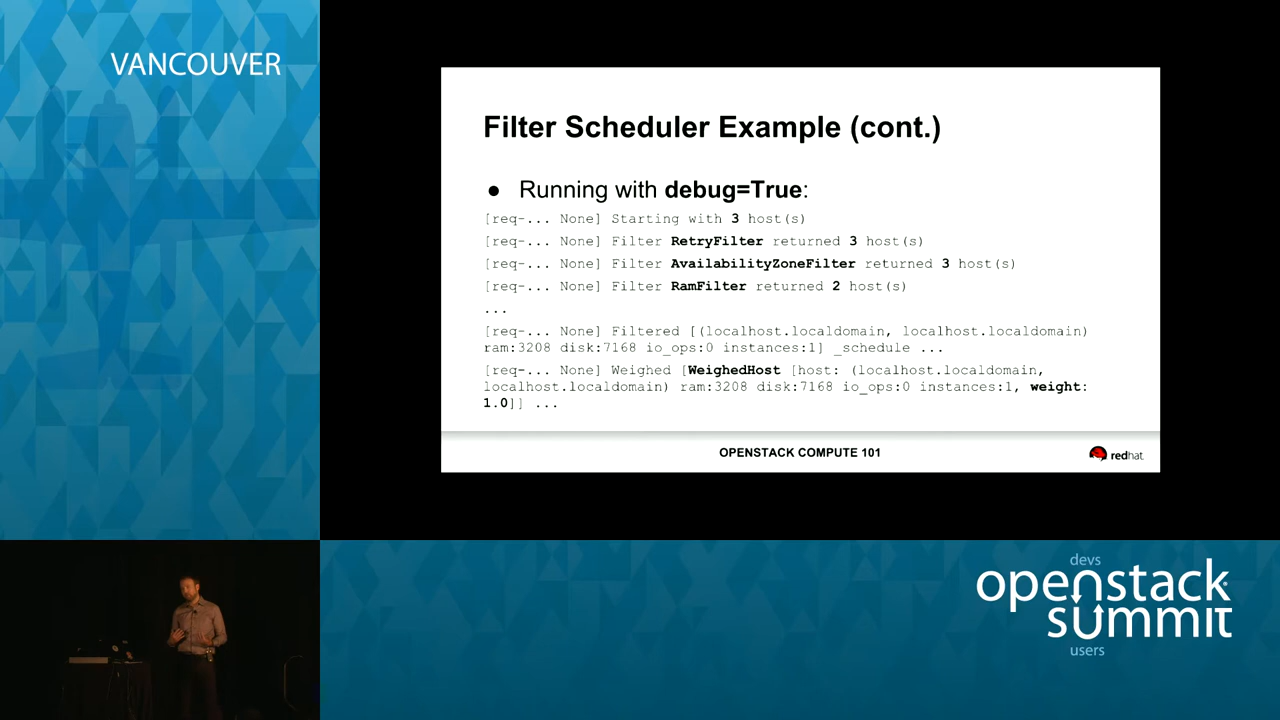 VANCOUVER
Filter Scheduler Example (cont.)
● Running with debug=True:
[req-... None] Starting with 3 host(s)
[req-... None] Filter RetryFilter returned 3 host(s)
[req-... None] Filter AvailabilityZoneFilter returned 3 host(s)
[req-... None] Filter RamFilter returned 2 host(s)
...
[req-... None] Filtered [(localhost.localdomain, localhost.localdomain)
ram:3208 disk:7168 io_ops:0 instances:1] _schedule ...
[req-... None] Weighed [WeighedHost [host: (localhost.localdomain,
localhost.localdomain) ram:3208 disk:7168 io_ops:0 instances:1, weight:
1.0]] ...
OPENSTACK COMPUTE 101
redhat
devs
openstack
summit
users